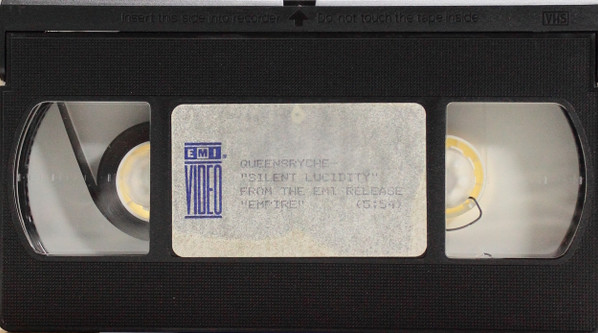 Insert this side into recorder
Do not touch the tape inside
VHS
EMI
VIDEO
QUEENSRYCHE
"SILENT LUCIDITY"
FROM THE EMI RELEASE
"EMPIRE" (5:54)